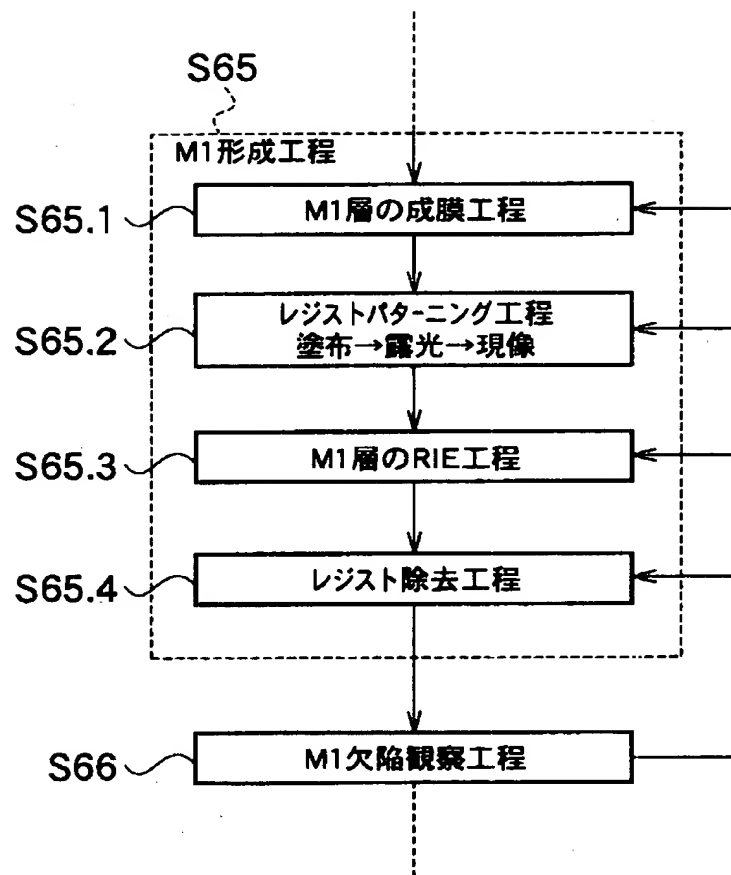 S65
M1形成工程
S65.1
M1層の成膜工程
S65.2
レジストパターニング工程
塗布→露光→現像
S65.3
M1層のRIE工程
S65.4
レジスト除去工程
S66
M1欠陥観察工程